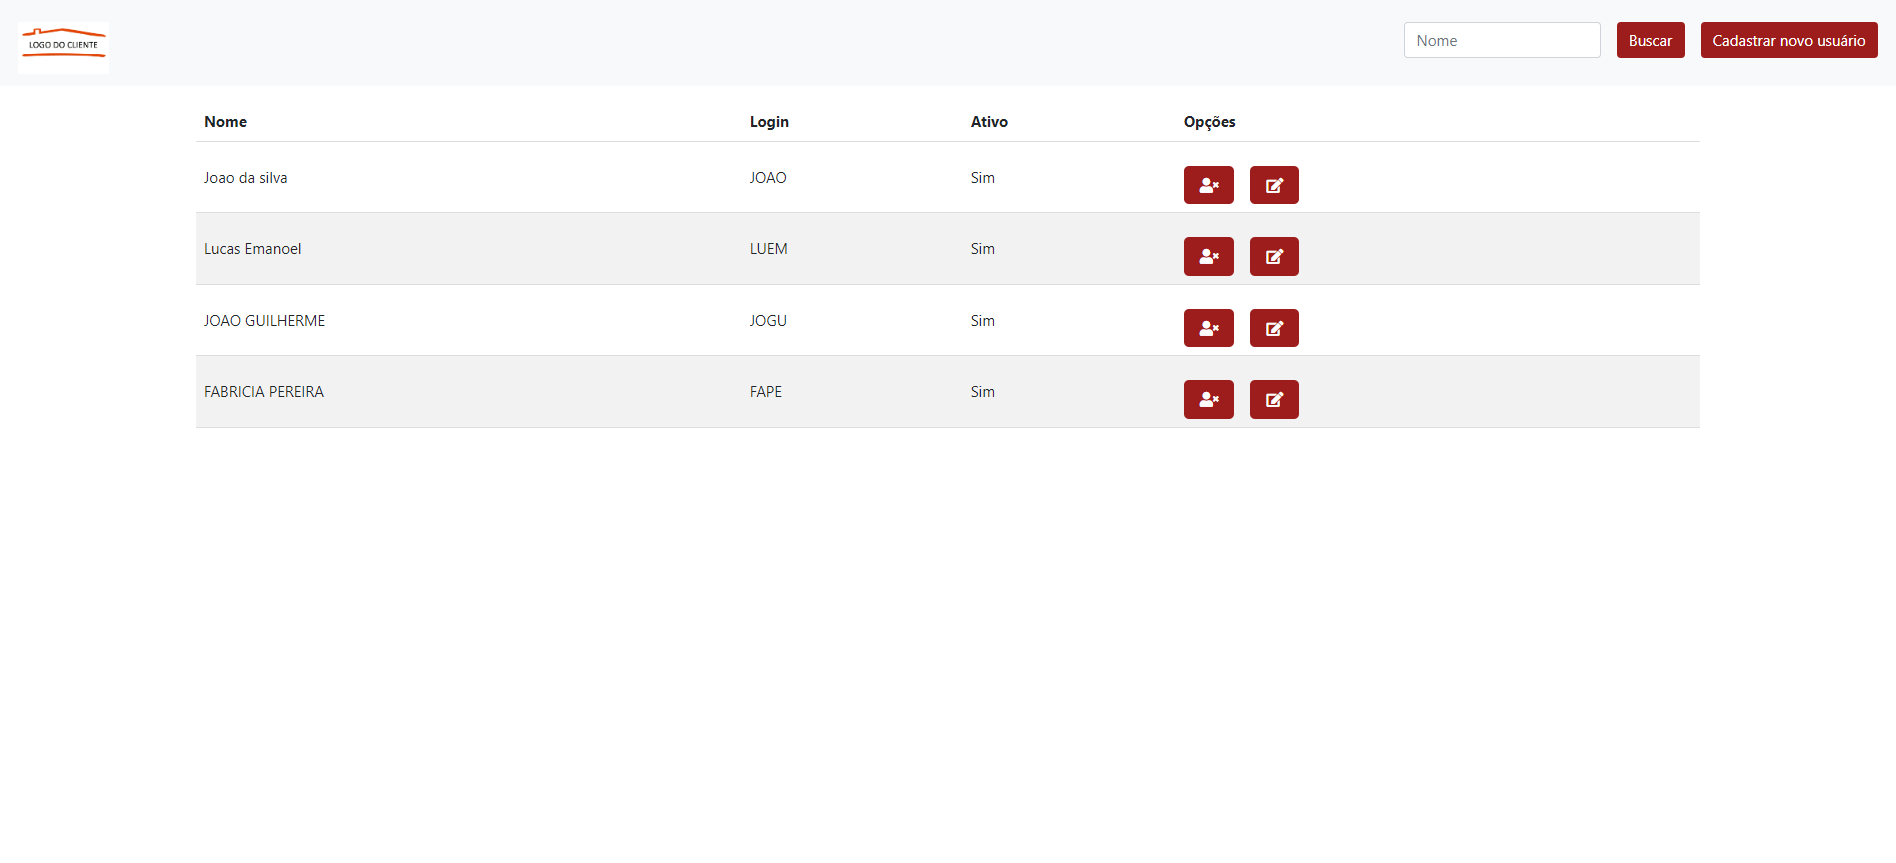 LOGO DO CLIENTE
Nome Buscar Cadastrar novo usuário
Nome Login Ativo Opções
Joao da silva JOAO Sim
Lucas Emanoel LUEM Sim
JOAO GUILHERME JOGU Sim
FABRICIA PEREIRA FAPE Sim